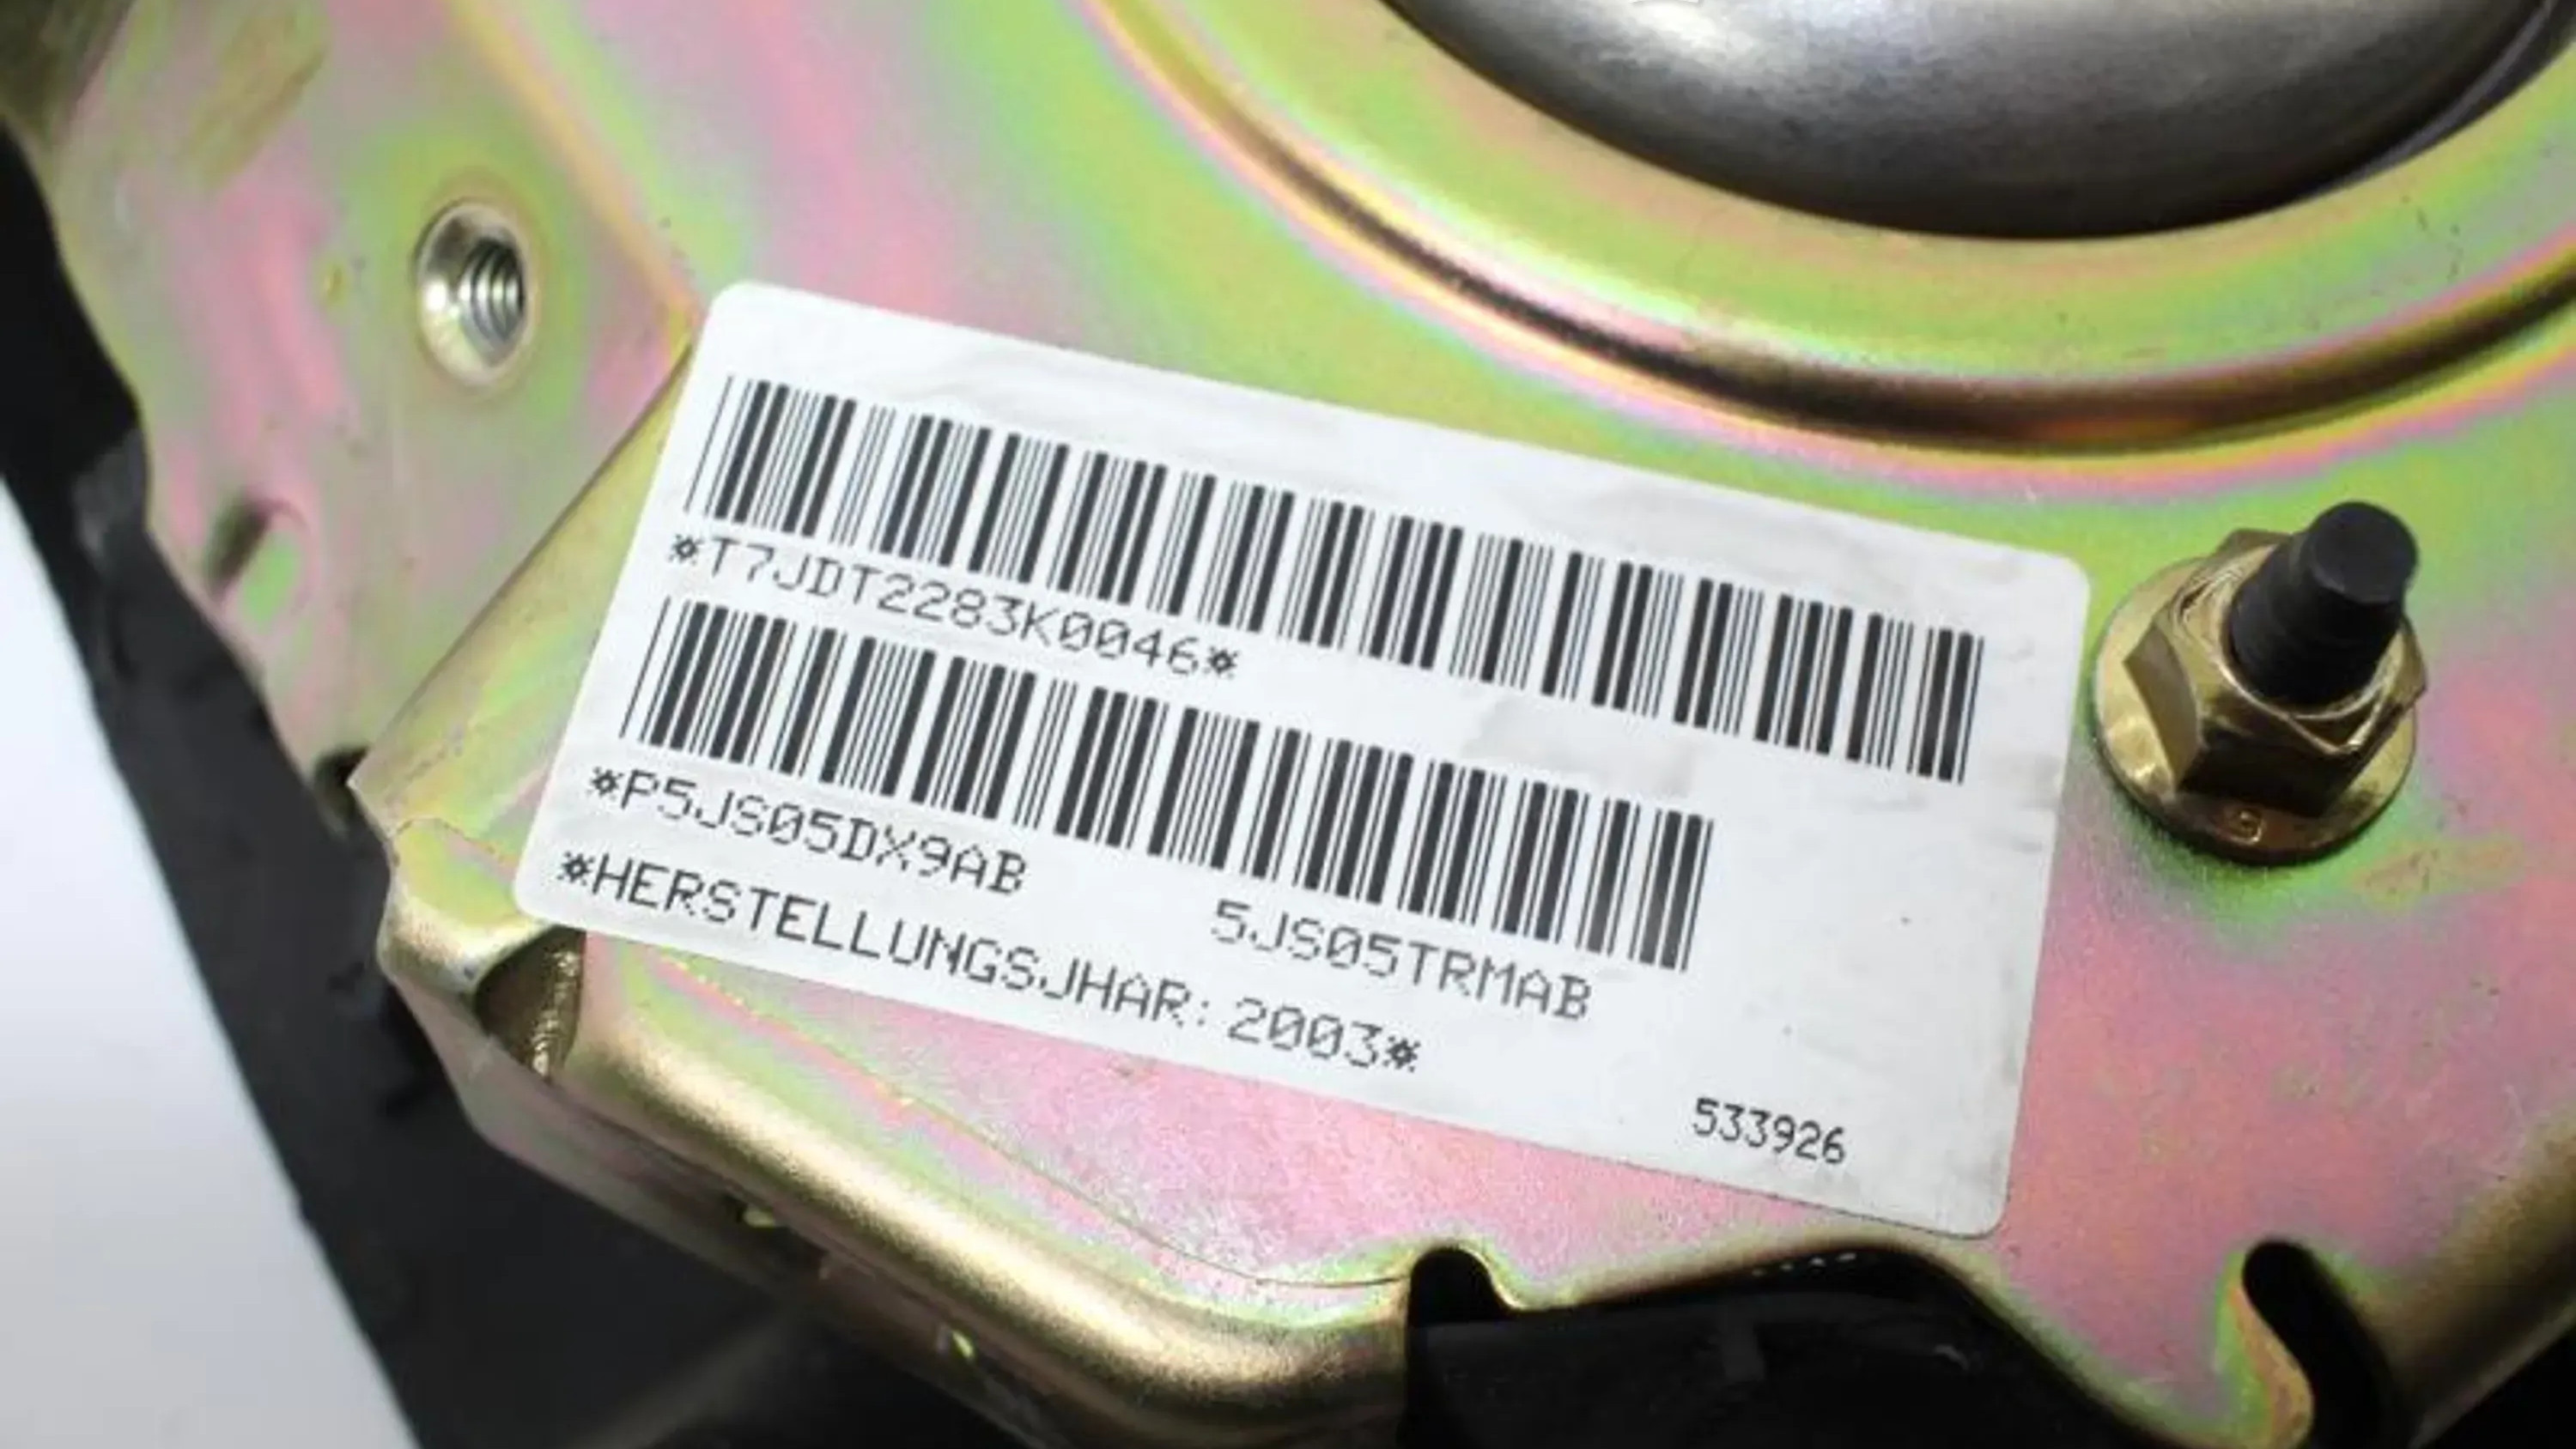 *T7JDT2283K0046*
*P5JS05DX9AB 5JS05TRMAB
*HERSTELLUNGSJHAR: 2003*
533926